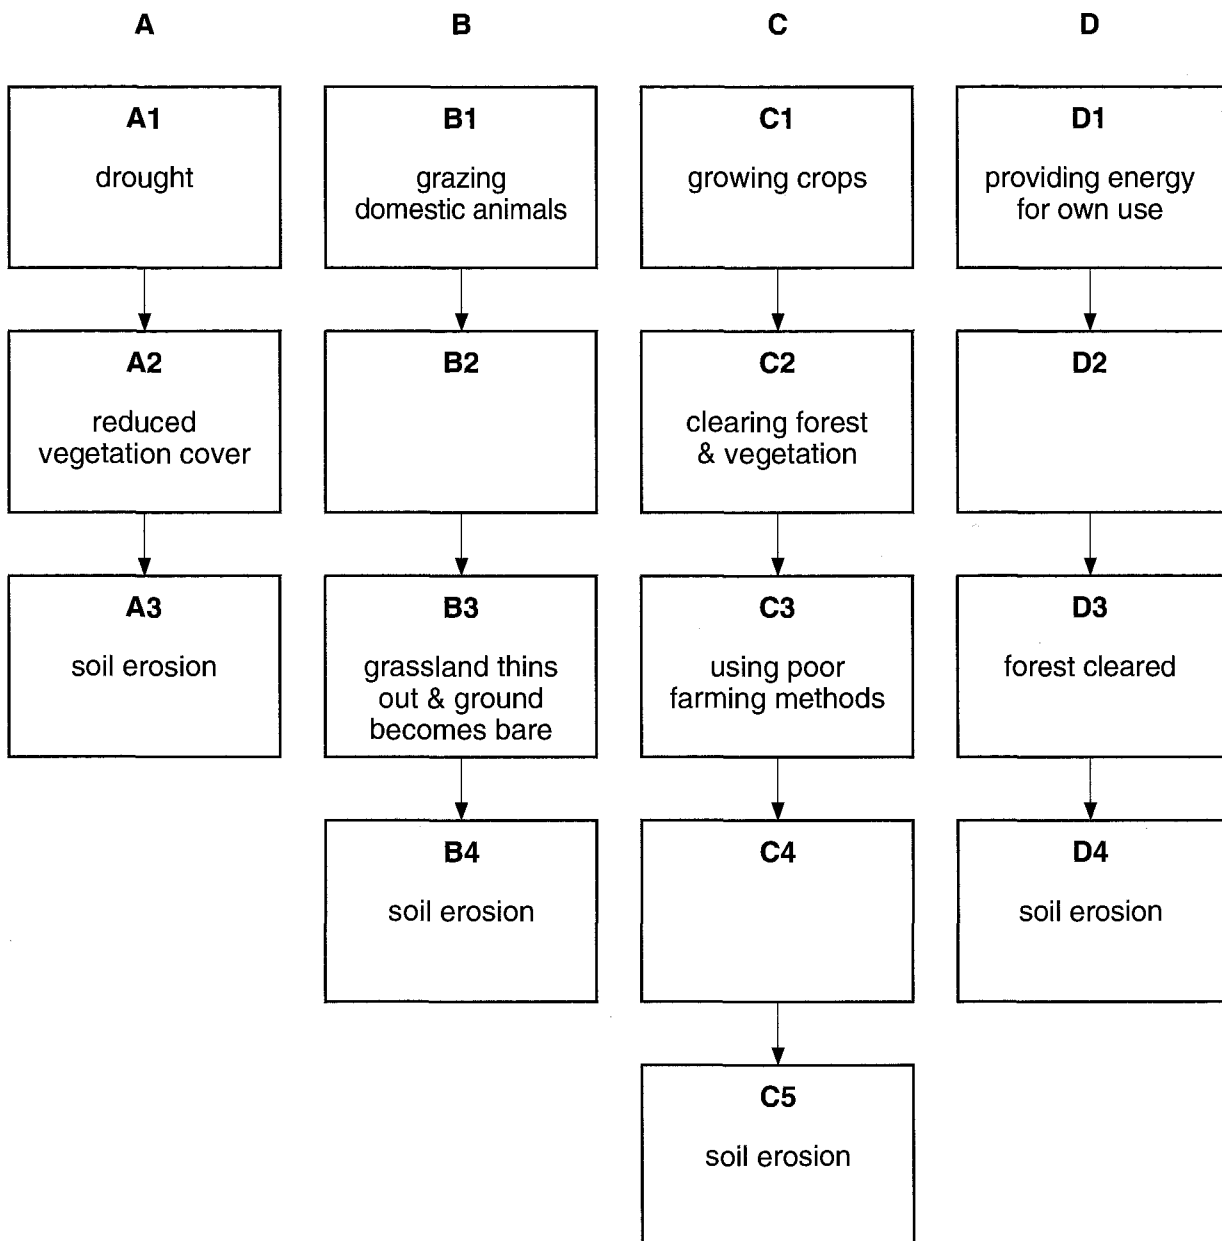 A
B
C
D
A1
drought
B1
grazing
domestic animals
C1
growing crops
D1
providing energy
for own use
A2
reduced
vegetation cover
B2
C2
clearing forest
& vegetation
D2
A3
soil erosion
B3
grassland thins
out & ground
becomes bare
C3
using poor
farming methods
D3
forest cleared
B4
soil erosion
C4
D4
soil erosion
C5
soil erosion